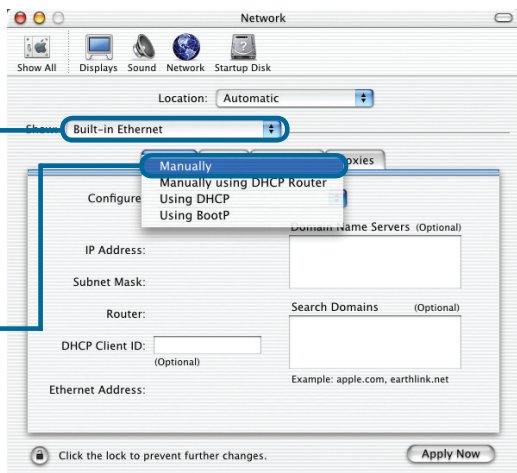 Network
Show All Displays Sound Network Startup Disk
Location: Automatic
Show: Built-in Ethernet
Proxies
Manually
Manually using DHCP Router
Using DHCP
Using BootP
Configure
Domain Name Servers (Optional)
IP Address:
Subnet Mask:
Router:
Search Domains (Optional)
DHCP Client ID:
(Optional)
Example: apple.com, earthlink.net
Ethernet Address:
Click the lock to prevent further changes.
Apply Now